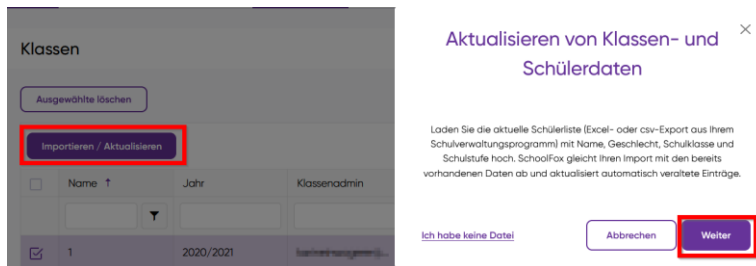 Klassen
Ausgewählte löschen
Importieren / Aktualisieren
Name ↑ Jahr Klassenadmin
1 2020/2021
Aktualisieren von Klassen- und
Schülerdaten
Laden Sie die aktuelle Schülerliste (Excel- oder csv-Export aus Ihrem
Schulverwaltungsprogramm) mit Name, Geschlecht, Schulklasse und
Schulstufe hoch. SchoolFox gleicht Ihren Import mit den bereits
vorhandenen Daten ab und aktualisiert automatisch veraltete Einträge.
Ich habe keine Datei Abbrechen Weiter